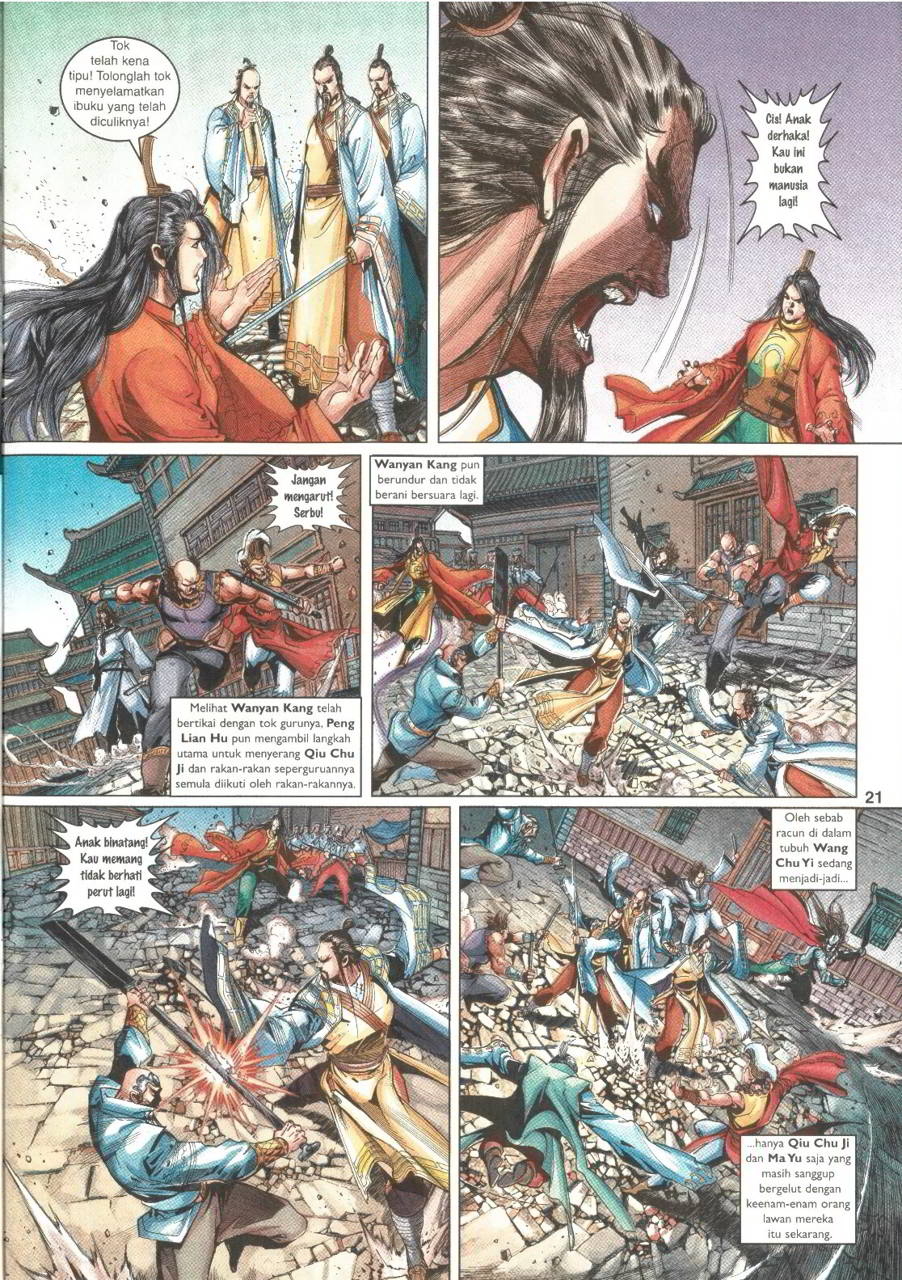 Tok
telah kena
tipu! Tolonglah tok
menyelamatkan
ibuku yang telah
diculiknya!
Cis! Anak
derhaka!
Kau ini
bukan
manusia
lagi!
Jangan
mengarut!
Serbu!
Melihat Wanyan Kang telah
bertikai dengan tok gurunya, Peng
Lian Hu pun mengambil langkah
utama untuk menyerang Qiu Chu
Ji dan rakan-rakan seperguruannya
semula diikuti oleh rakan-rakannya.
Wanyan Kang pun
berundur dan tidak
berani bersuara lagi.
21
Anak binatang!
Kau memang
tidak berhati
perut lagi!
Oleh sebab
racun di dalam
tubuh Wang
Chu Yi sedang
menjadi-jadi...
...hanya Qiu Chu Ji
dan Ma Yu saja yang
masih sanggup
bergelut dengan
keenam-enam orang
lawan mereka
itu sekarang.